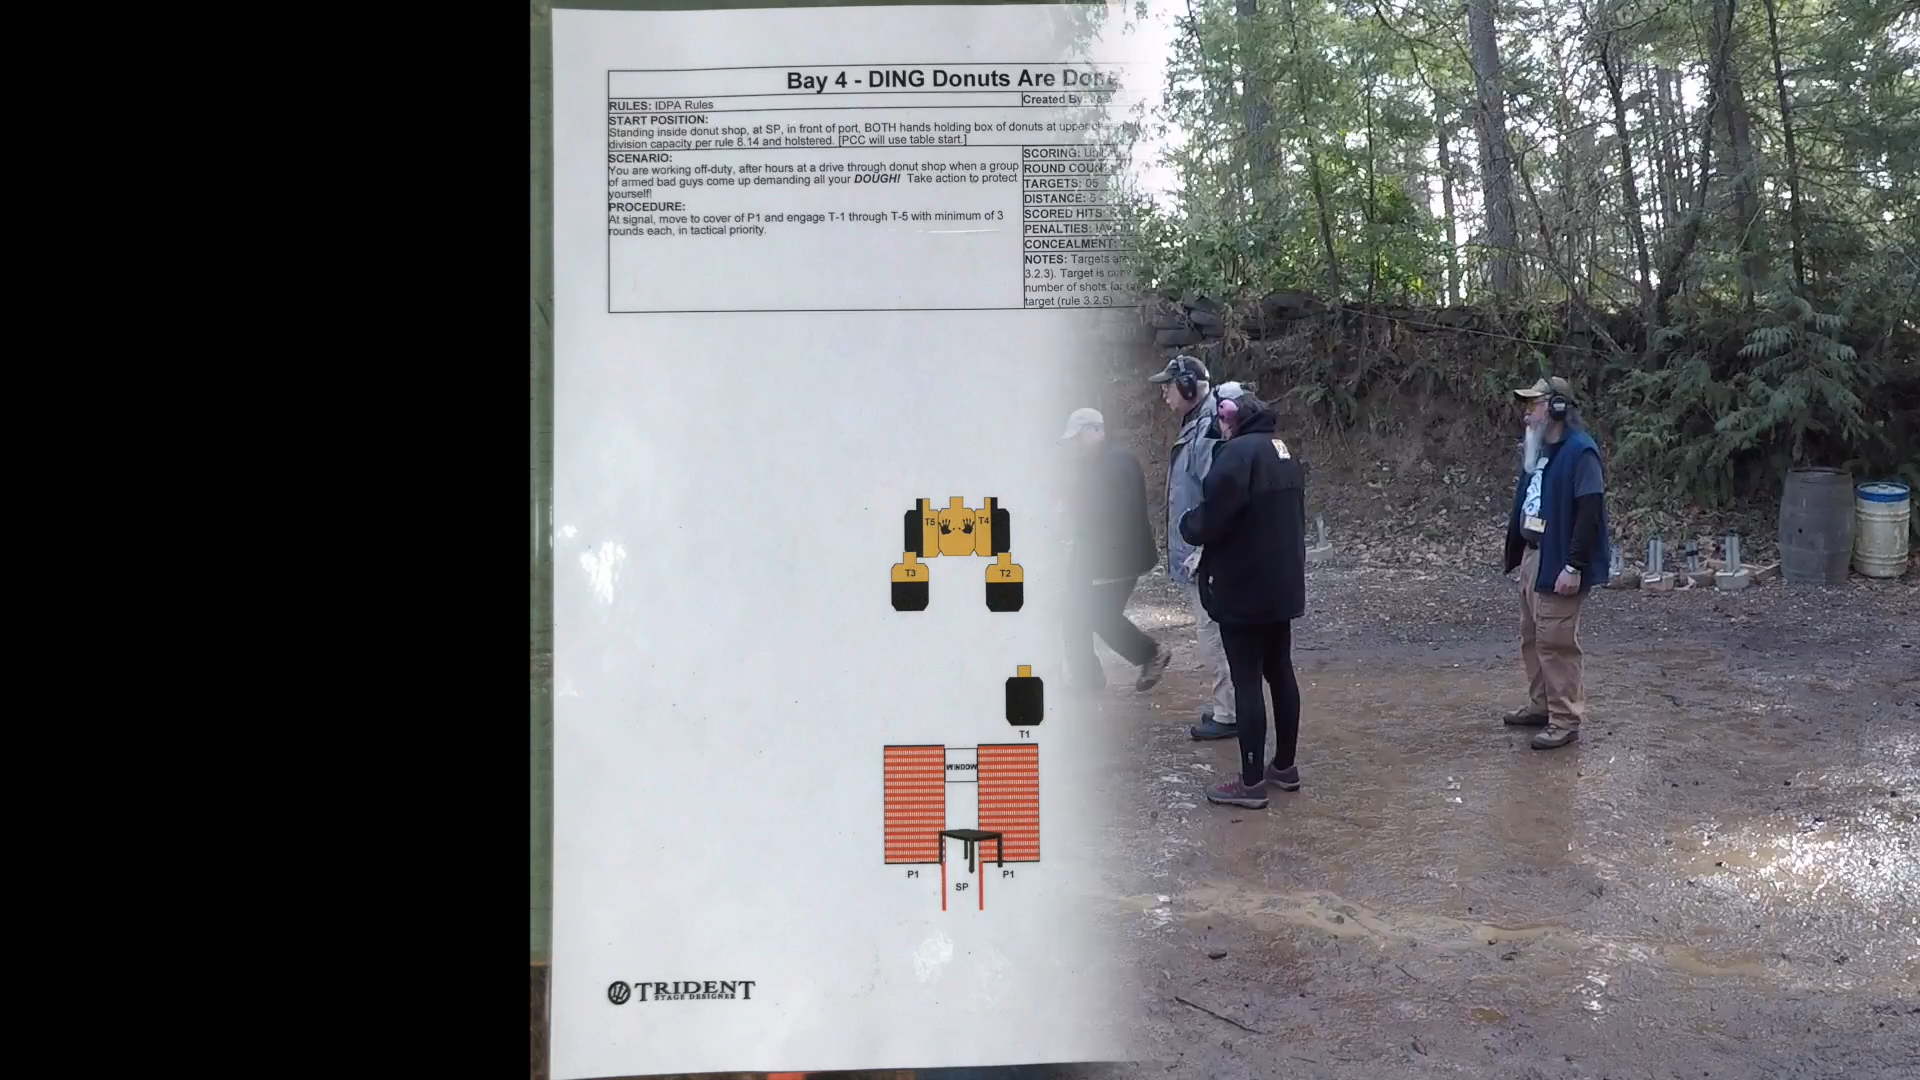 Bay 4 - DING Donuts Are
RULES: IDPA Rules
Created By:
START POSITION:
Standing inside donut shop, at SP, in front of port, BOTH hands holding box of donuts at upper
division capacity per rule 8.14 and holstered. [PCC will use table start.]
SCENARIO:
You are working off-duty, after hours at a drive through donut shop when a group
of armed bad guys come up demanding all your DOUGH! Take action to protect
yourself!
PROCEDURE:
At signal, move to cover of P1 and engage T-1 through T-5 with minimum of 3
rounds each, in tactical priority.
SCORING:
ROUND COUNT:
TARGETS: 05
DISTANCE: 5 -
SCORED HITS:
PENALTIES:
CONCEALMENT:
NOTES: Targets are
3.2.3). Target is
number of shots
target (rule 3.2.5)
T5 T4
T3 T2
T1
WINDOW
P1 SP P1
TRIDENT
STAGE DESIGNER